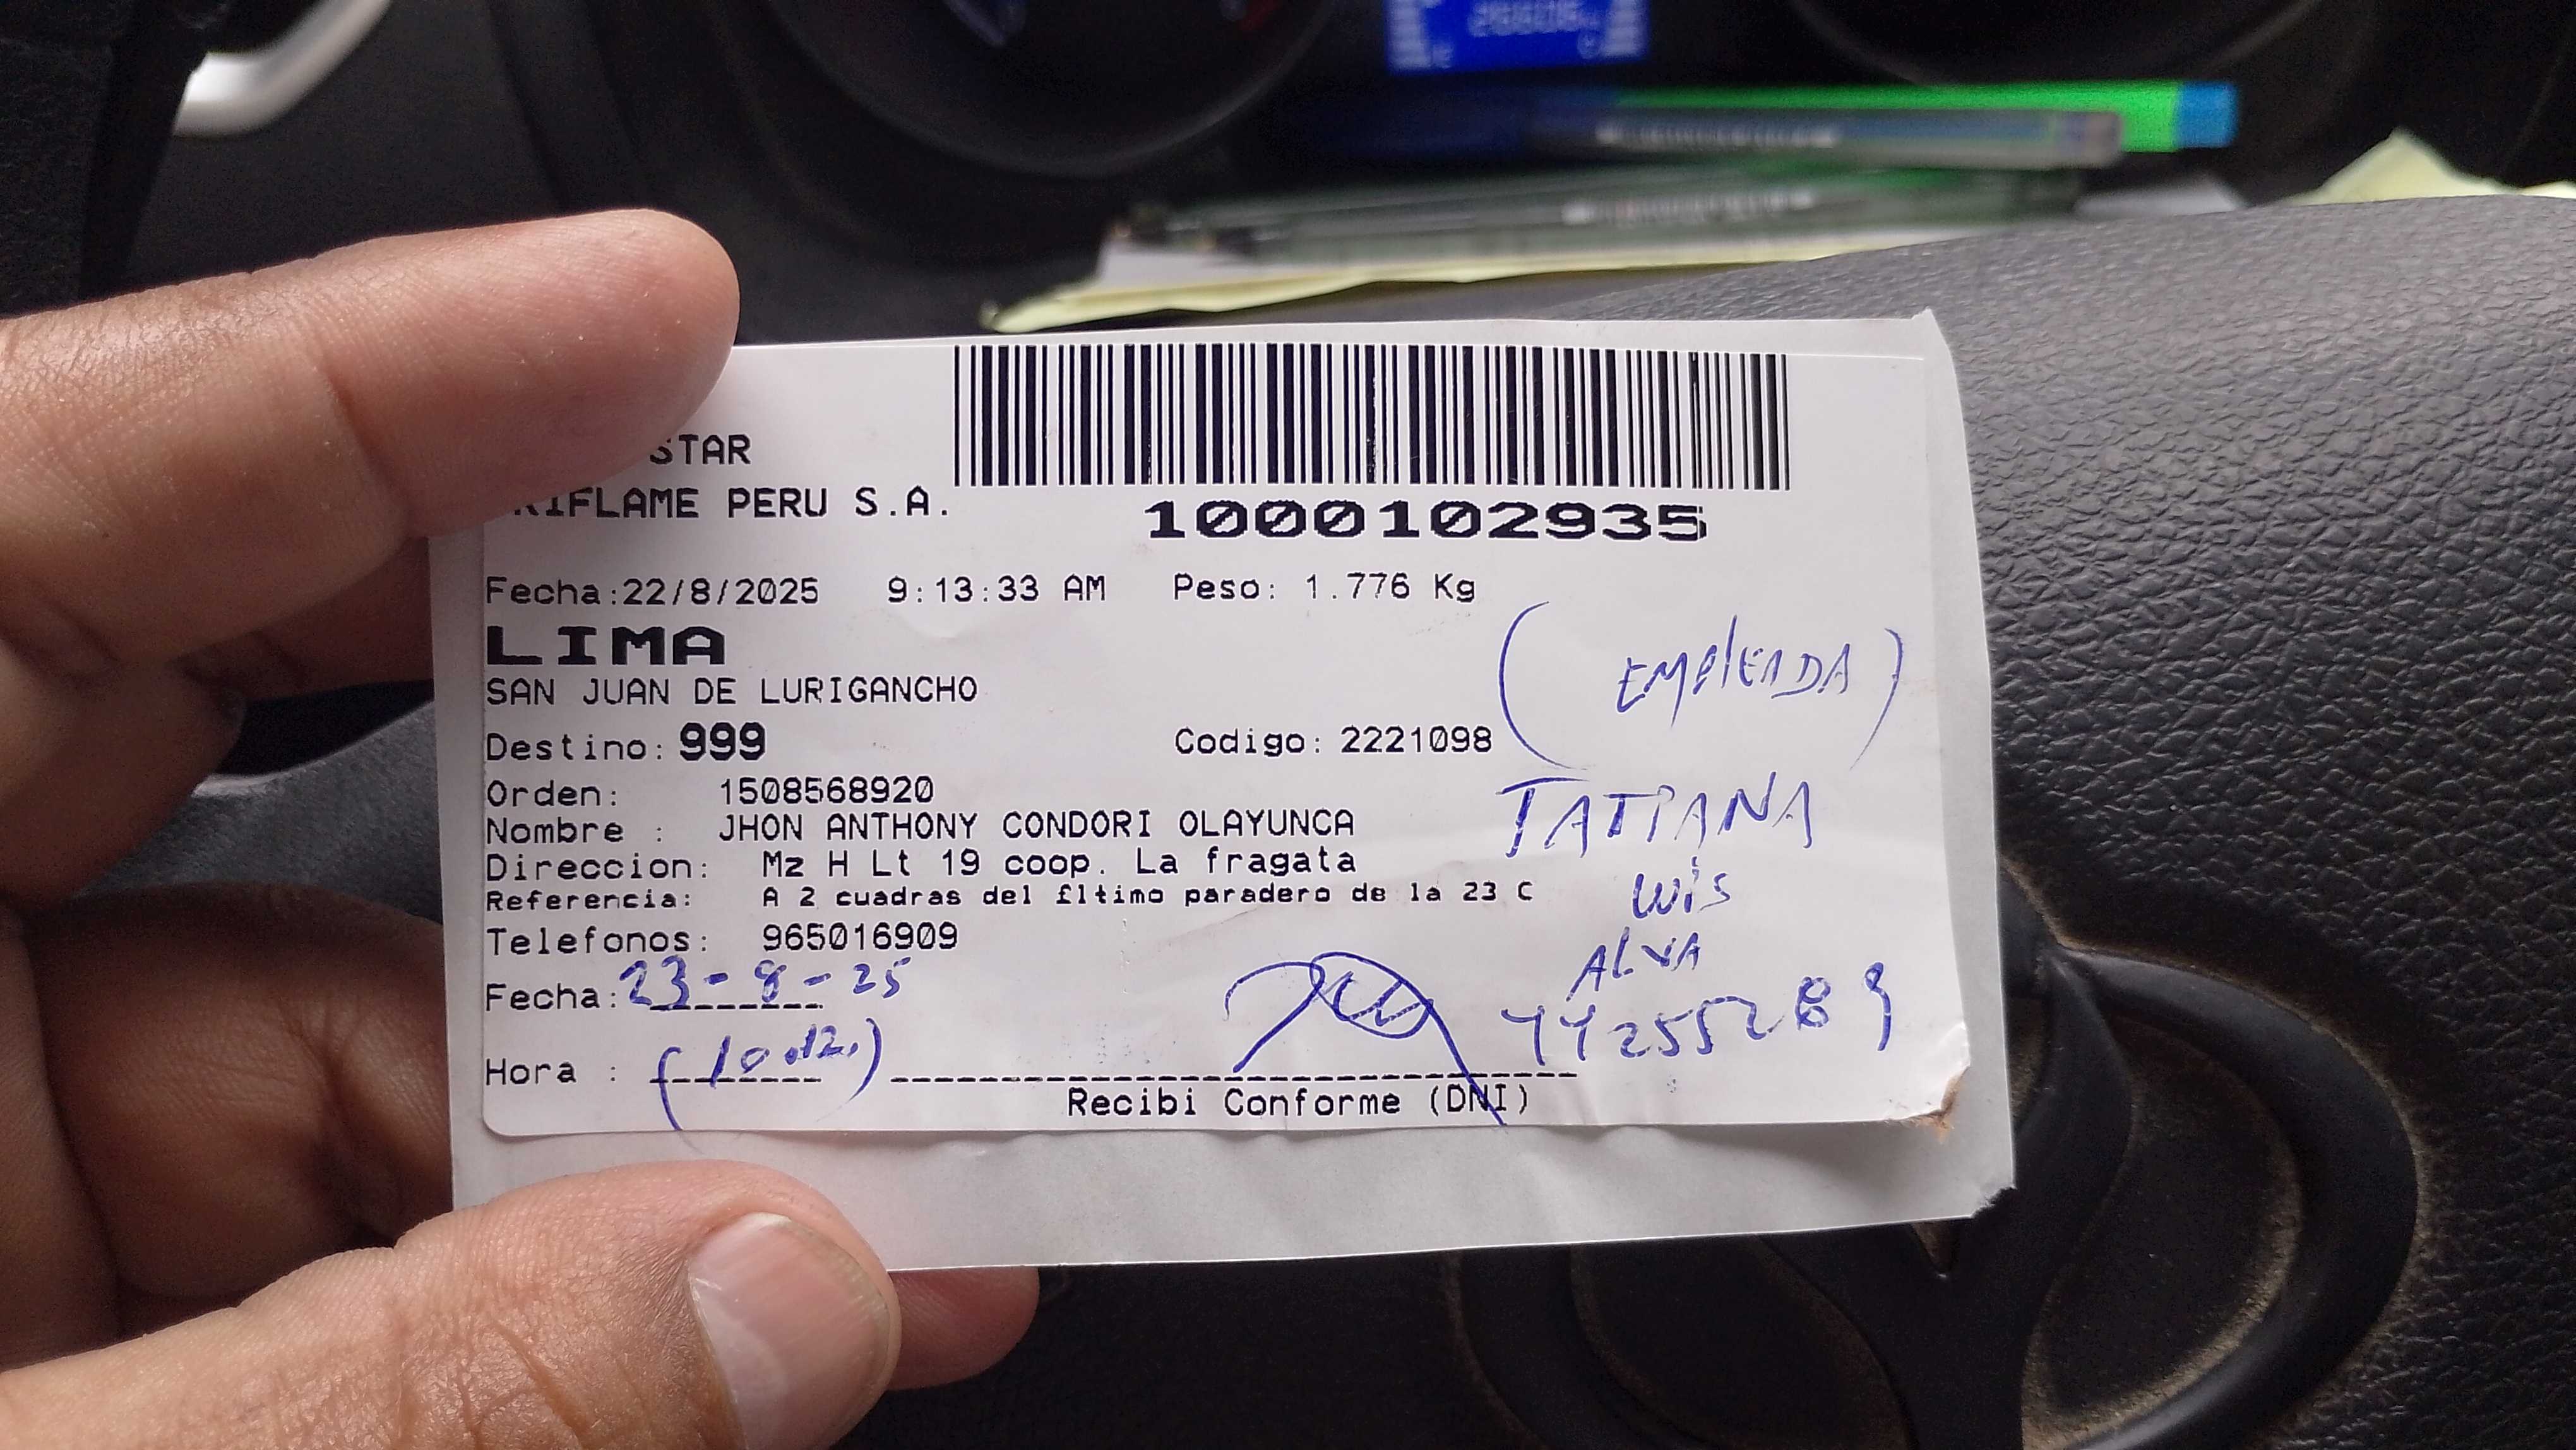 STAR
RIFLAME PERU S.A.
1000102935
Fecha:22/8/2025 9:13:33 AM Peso: 1.776 Kg
LIMA
SAN JUAN DE LURIGANCHO
(EMPLEADA)
Destino: 999 Codigo: 2221098
Orden: 1508568920
Nombre : JHON ANTHONY CONDORI OLAYUNCA
TATIANA
Direccion: Mz H Lt 19 coop. La fragata
Referencia: A 2 cuadras del £ltimo paradero de la 23 C
Telefonos: 965016909
ALVA
Fecha: 23-8-25
Hora : (10:12.)
Recibi Conforme (DNI)